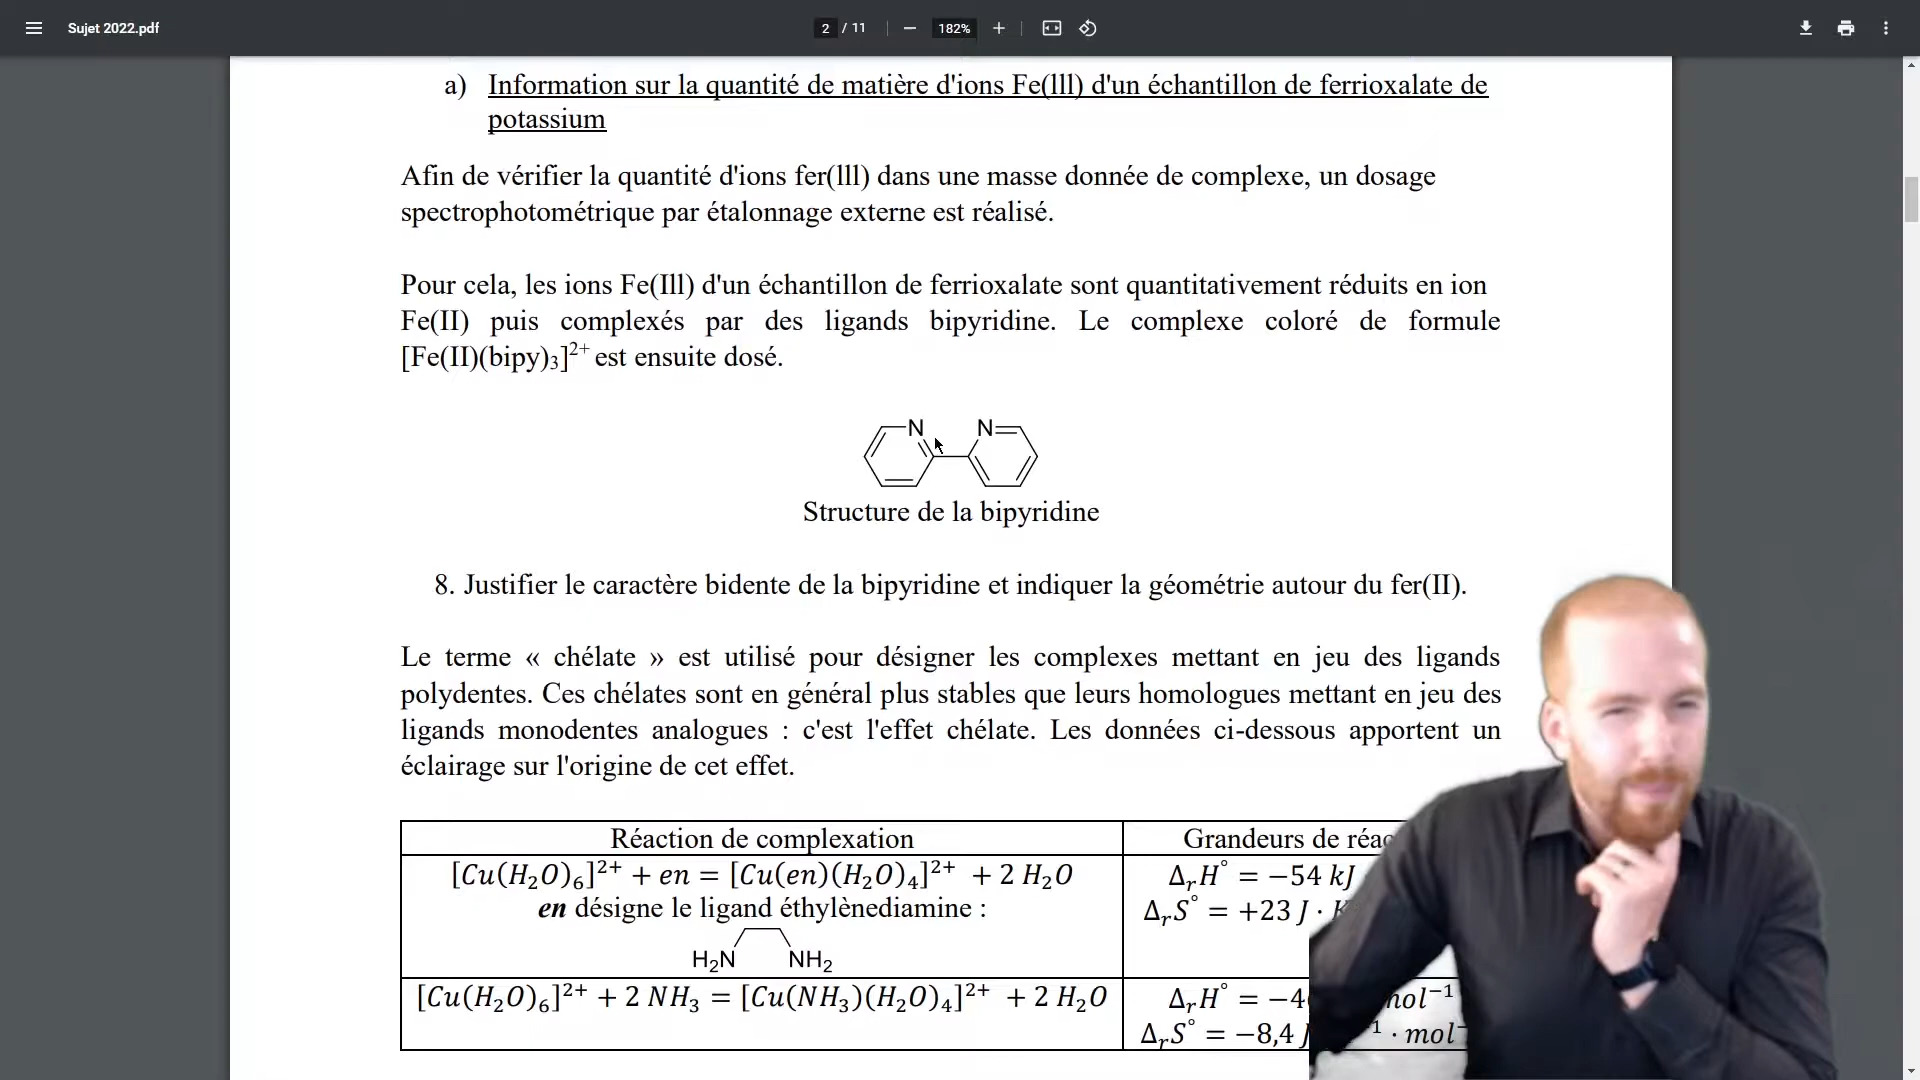 Sujet 2022.pdf
2 / 11
182%
a) Information sur la quantité de matière d'ions Fe(lll) d'un échantillon de ferrioxalate de
potassium
Afin de vérifier la quantité d'ions fer(lll) dans une masse donnée de complexe, un dosage
spectrophotométrique par étalonnage externe est réalisé.
Pour cela, les ions Fe(Ill) d'un échantillon de ferrioxalate sont quantitativement réduits en ion
Fe(II) puis complexés par des ligands bipyridine. Le complexe coloré de formule
[Fe(II)(bipy)₃]²⁺ est ensuite dosé.
N N
Structure de la bipyridine
8. Justifier le caractère bidente de la bipyridine et indiquer la géométrie autour du fer(II).
Le terme « chélate » est utilisé pour désigner les complexes mettant en jeu des ligands
polydentes. Ces chélates sont en général plus stables que leurs homologues mettant en jeu des
ligands monodentes analogues : c'est l'effet chélate. Les données ci-dessous apportent un
éclairage sur l'origine de cet effet.
Réaction de complexation
Grandeurs de
[Cu(H₂O)₆]²⁺ + en = [Cu(en)(H₂O)₄]²⁺ + 2 H₂O
en désigne le ligand éthylènediamine :
H₂N NH₂
ΔᵣH° = −54 kJ
ΔᵣS° = +23 J ·
[Cu(H₂O)₆]²⁺ + 2 NH₃ = [Cu(NH₃)(H₂O)₄]²⁺ + 2 H₂O
ΔᵣH° = −4
ΔᵣS° = −8,4 J · mol